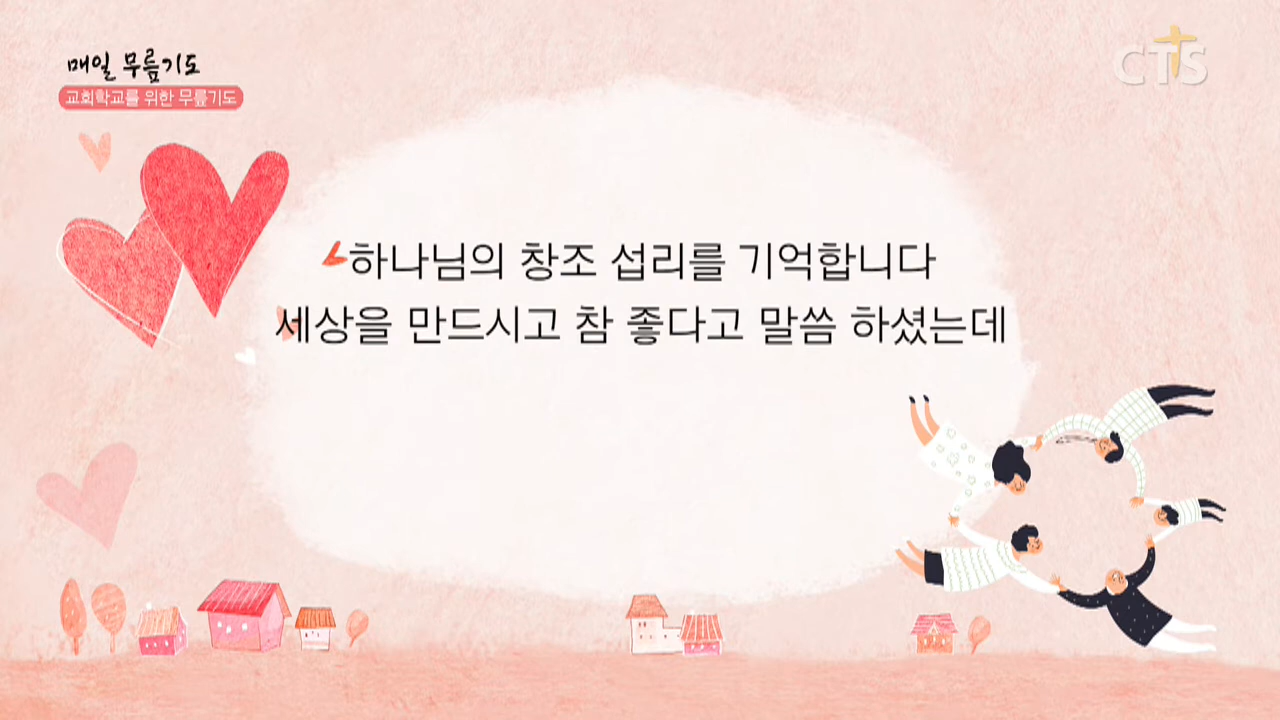 매일 무릎기도
교회학교를 위한 무릎기도
CTS
하나님의 창조 섭리를 기억합니다
세상을 만드시고 참 좋다고 말씀 하셨는데